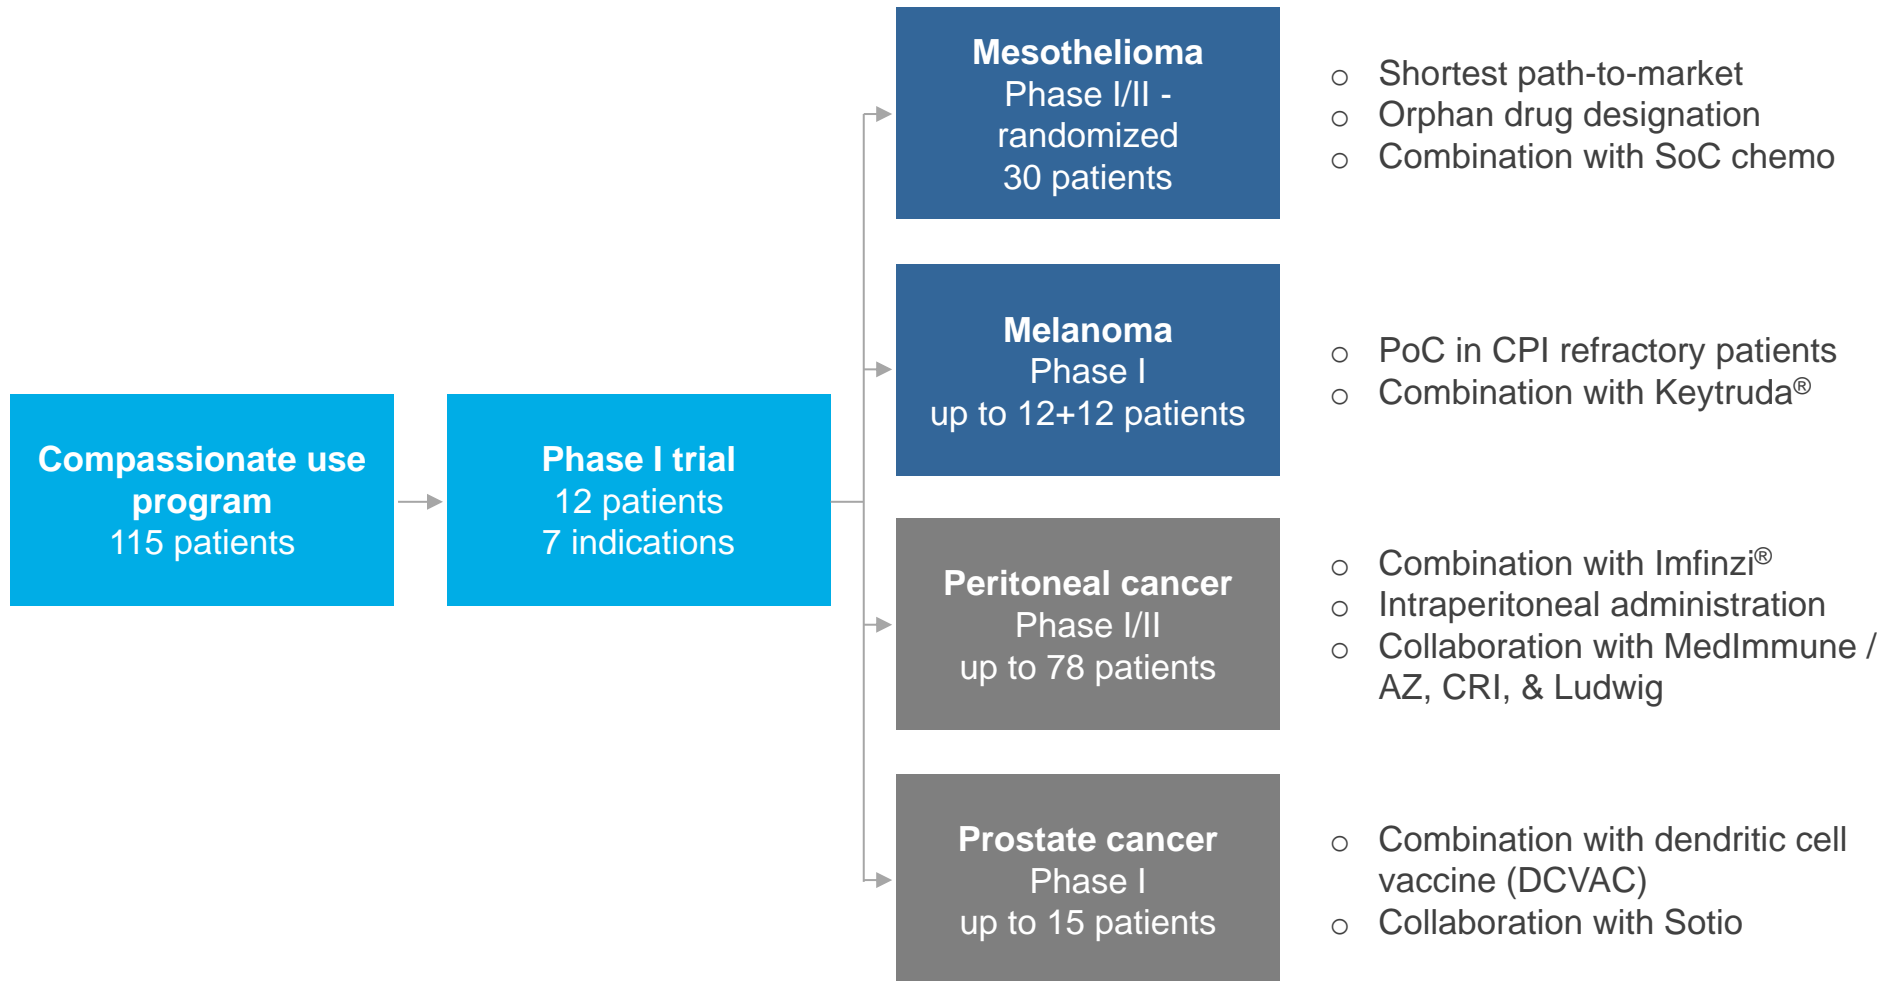 Compassionate use
program
115 patients
Phase I trial
12 patients
7 indications
Mesothelioma
Phase I/II -
randomized
30 patients
○ Shortest path-to-market
○ Orphan drug designation
○ Combination with SoC chemo
Melanoma
Phase I
up to 12+12 patients
○ PoC in CPI refractory patients
○ Combination with Keytruda®
Peritoneal cancer
Phase I/II
up to 78 patients
○ Combination with Imfinzi®
○ Intraperitoneal administration
○ Collaboration with MedImmune /
AZ, CRI, & Ludwig
Prostate cancer
Phase I
up to 15 patients
○ Combination with dendritic cell
vaccine (DCVAC)
○ Collaboration with Sotio